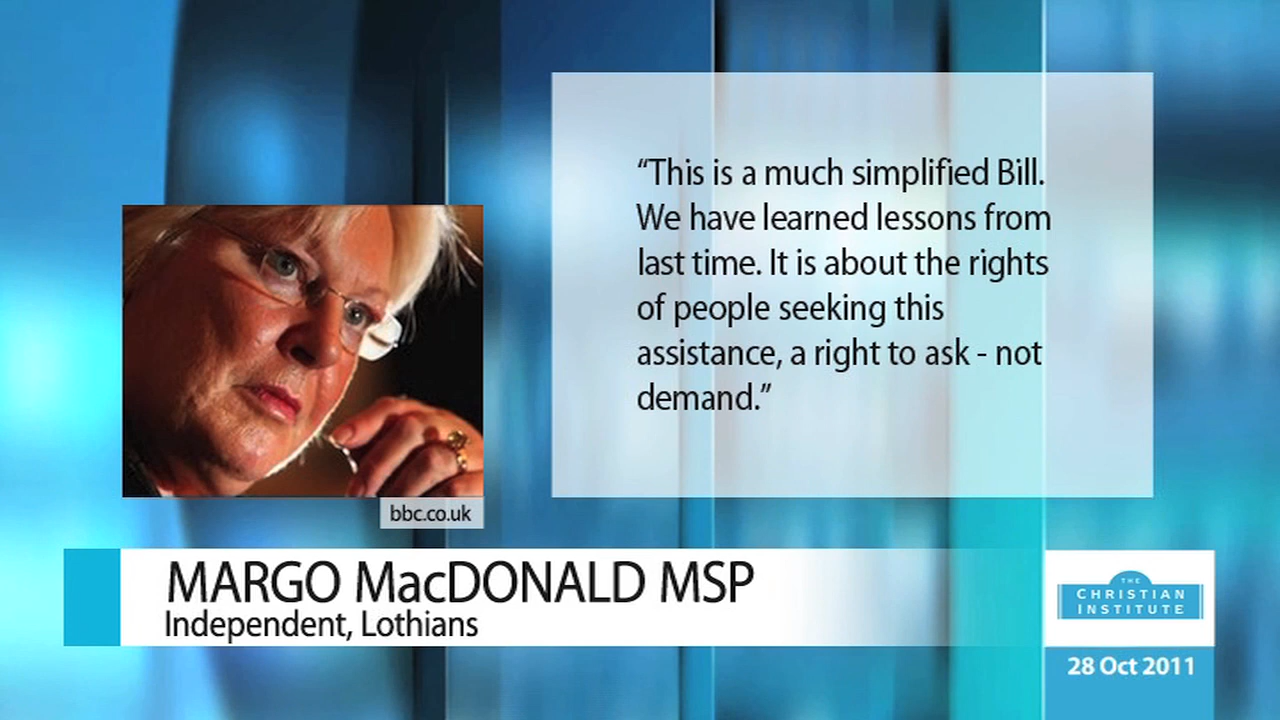 “This is a much simplified Bill.
We have learned lessons from
last time. It is about the rights
of people seeking this
assistance, a right to ask - not
demand.”
bbc.co.uk
MARGO MacDONALD MSP
Independent, Lothians
THE
CHRISTIAN
INSTITUTE
28 Oct 2011